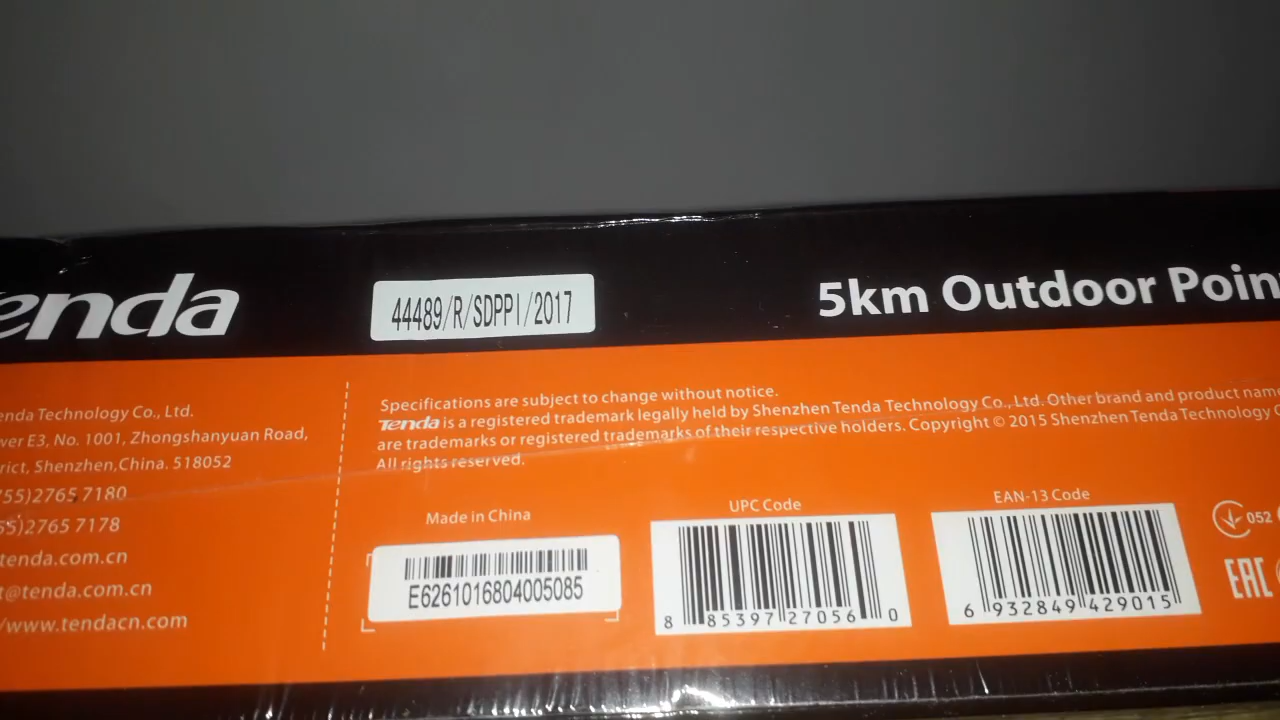 enda
44489/R/SDPPI/2017
5km Outdoor Poin
enda Technology Co., Ltd.
wer E3, No. 1001, Zhongshanyuan Road,
rict, Shenzhen,China. 518052
55)2765 7180
55)2765 7178
tenda.com.cn
t@tenda.com.cn
/www.tendacn.com
Specifications are subject to change without notice.
Tenda is a registered trademark legally held by Shenzhen Tenda Technology Co., Ltd. Other brand and product nam
are trademarks or registered trademarks of their respective holders. Copyright © 2015 Shenzhen Tenda Technology C
All rights reserved.
Made in China
E6261016804005085
UPC Code
8 85397 27056 0
EAN-13 Code
6 932849 429015
052
EAC